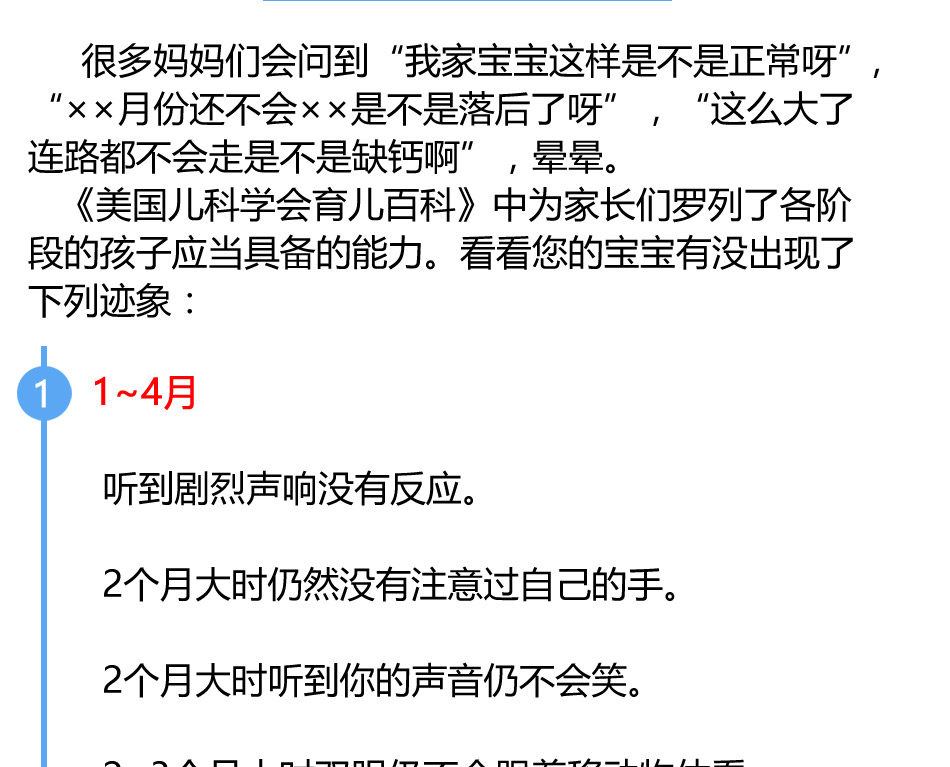 很多妈妈们会问到“我家宝宝这样是不是正常呀”,
“××月份还不会××是不是落后了呀”，“这么大了
连路都不会走是不是缺钙啊”，晕晕。
《美国儿科学会育儿百科》中为家长们罗列了各阶
段的孩子应当具备的能力。看看您的宝宝有没出现了
下列迹象：
1 1~4月
听到剧烈声响没有反应。
2个月大时仍然没有注意过自己的手。
2个月大时听到你的声音仍不会笑。